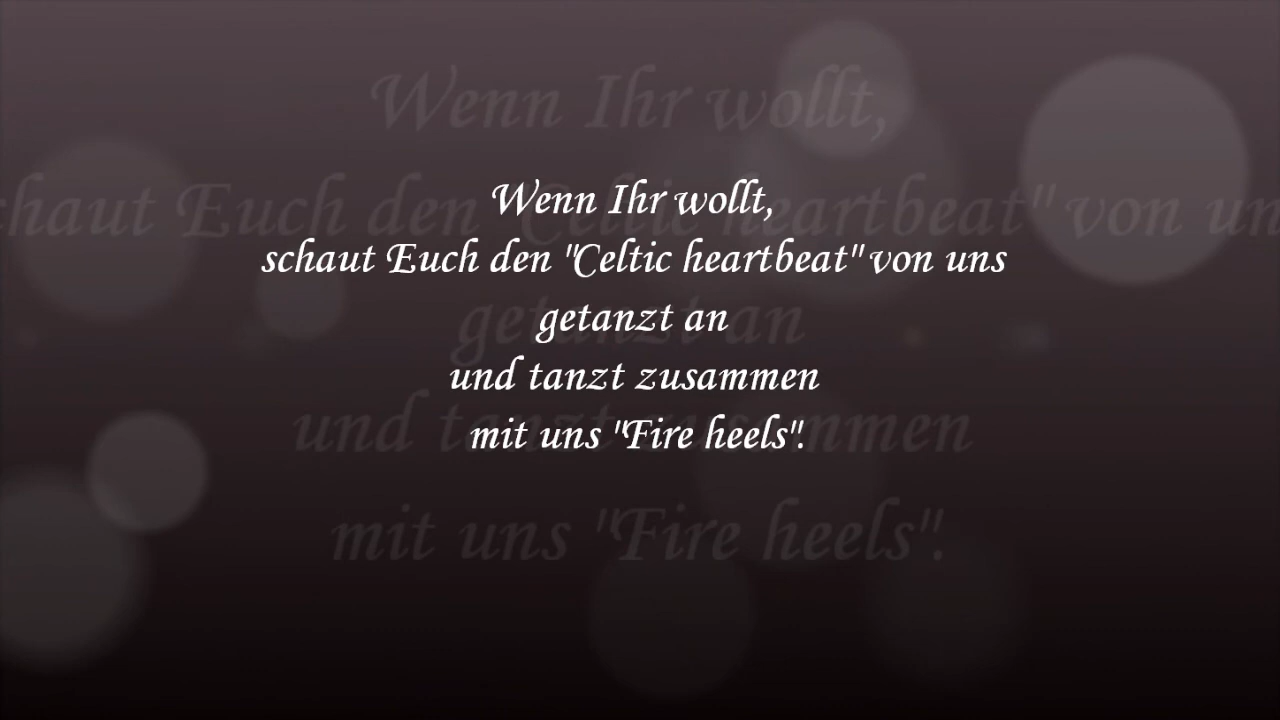 Wenn Ihr wollt,
schaut Euch den "Celtic heartbeat" von uns
getanzt an
und tanzt zusammen
mit uns "Fire heels".